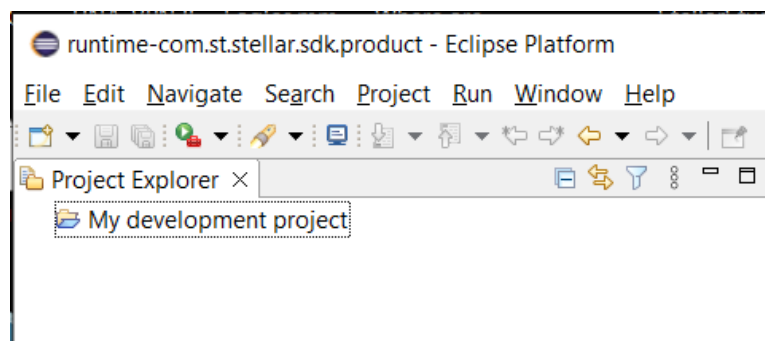 runtime-com.st.stellar.sdk.product - Eclipse Platform
File Edit Navigate Search Project Run Window Help
Project Explorer
My development project